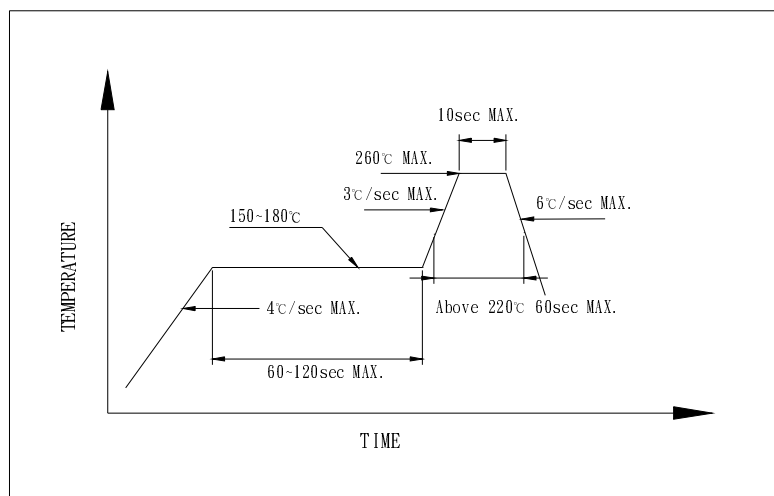 10sec MAX.
260℃ MAX.
3℃/sec MAX.
6℃/sec MAX.
150~180℃
TEMPERATURE
4℃/sec MAX.
Above 220℃ 60sec MAX.
60~120sec MAX.
TIME